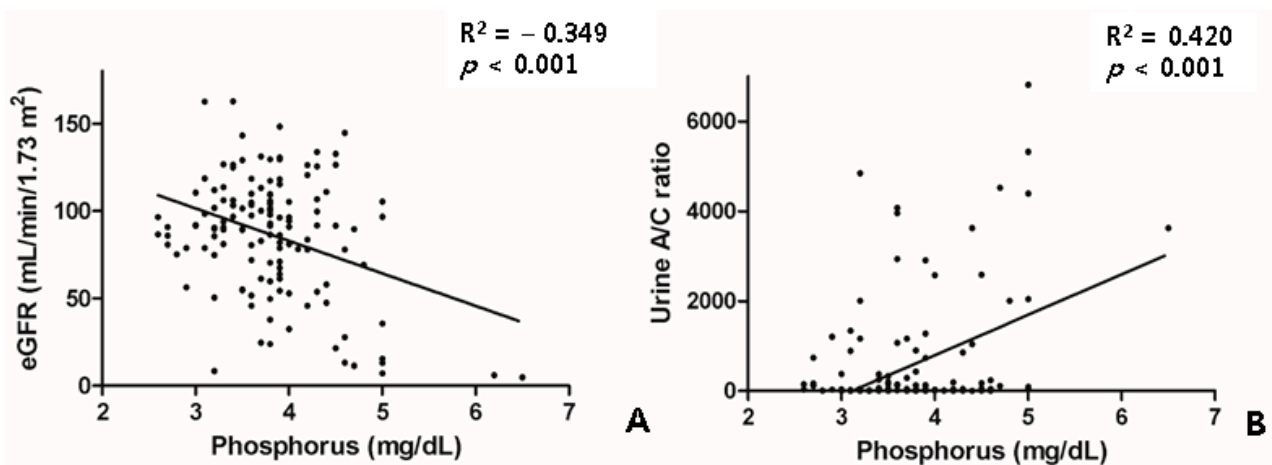 R² = – 0.349
p < 0.001
eGFR (mL/min/1.73 m²)
150
100
50
0
2 3 4 5 6 7
Phosphorus (mg/dL)
A
R² = 0.420
p < 0.001
Urine A/C ratio
6000
4000
2000
0
2 3 4 5 6 7
Phosphorus (mg/dL)
B